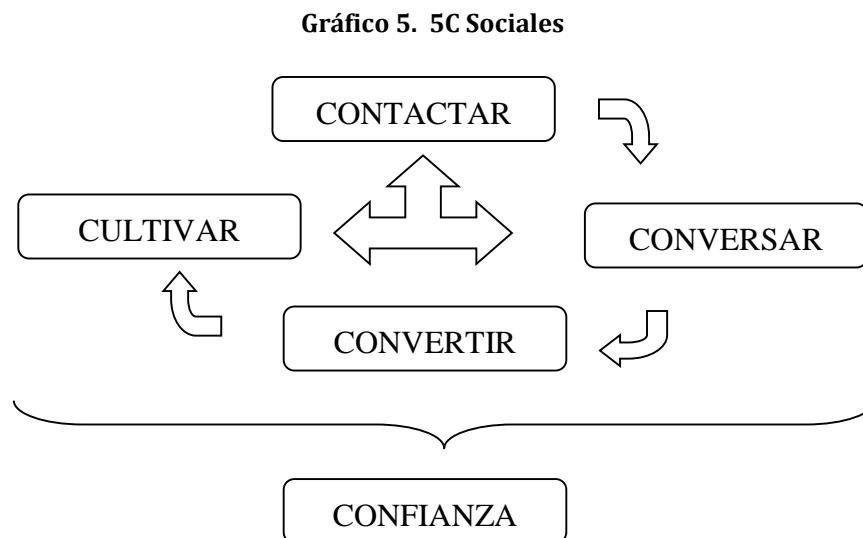 Gráfico 5. 5C Sociales
CONTACTAR
CULTIVAR
CONVERSAR
CONVERTIR
CONFIANZA